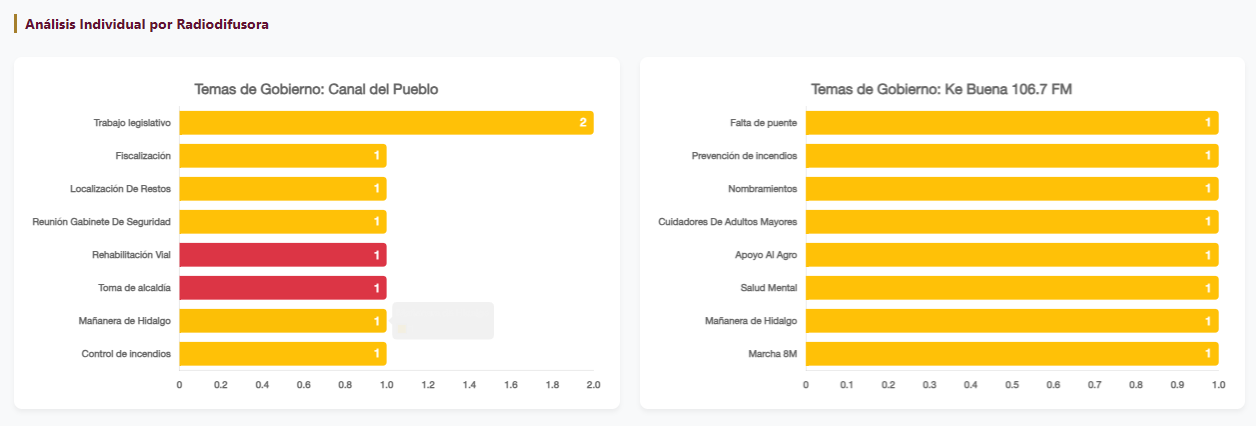 Análisis Individual por Radiodifusora
Temas de Gobierno: Canal del Pueblo
Trabajo legislativo 2
Fiscalización 1
Localización De Restos 1
Reunión Gabinete De Seguridad 1
Rehabilitación Vial 1
Toma de alcaldía 1
Mañanera de Hidalgo 1
Control de incendios 1
0 0.2 0.4 0.6 0.8 1.0 1.2 1.4 1.6 1.8 2.0
Temas de Gobierno: Ke Buena 106.7 FM
Falta de puente 1
Prevención de incendios 1
Nombramientos 1
Cuidadores De Adultos Mayores 1
Apoyo Al Agro 1
Salud Mental 1
Mañanera de Hidalgo 1
Marcha 8M 1
0 0.1 0.2 0.3 0.4 0.5 0.6 0.7 0.8 0.9 1.0